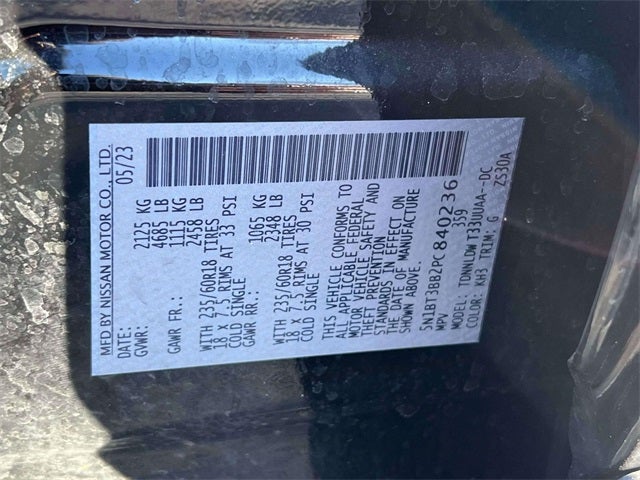 MFD BY NISSAN MOTOR CO., LTD.
DATE: 05/23
GVWR: 2125 KG
4685 LB
GAWR FR.: 1115 KG
2458 LB
WITH 235/60R18 TIRES
18 X 7.5 RIMS AT 33 PSI
COLD SINGLE
GAWR RR.: 1065 KG
2348 LB
WITH 235/60R18 TIRES
18 X 7.5 RIMS AT 30 PSI
COLD SINGLE
THIS VEHICLE CONFORMS TO
ALL APPLICABLE FEDERAL
MOTOR VEHICLE SAFETY AND
THEFT PREVENTION
STANDARDS IN EFFECT ON
THE DATE OF MANUFACTURE
SHOWN ABOVE.
5N1BT3BB2PC840236
MPV 359
MODEL: TDNNLDW T33UUAA--DC
COLOR: KH3 TRIM: G ZS30A